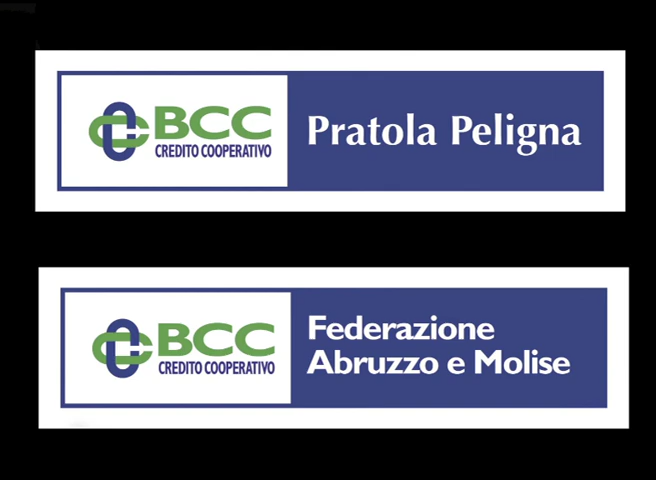 BCC
CREDITO COOPERATIVO
Pratola Peligna
BCC
CREDITO COOPERATIVO
Federazione
Abruzzo e Molise